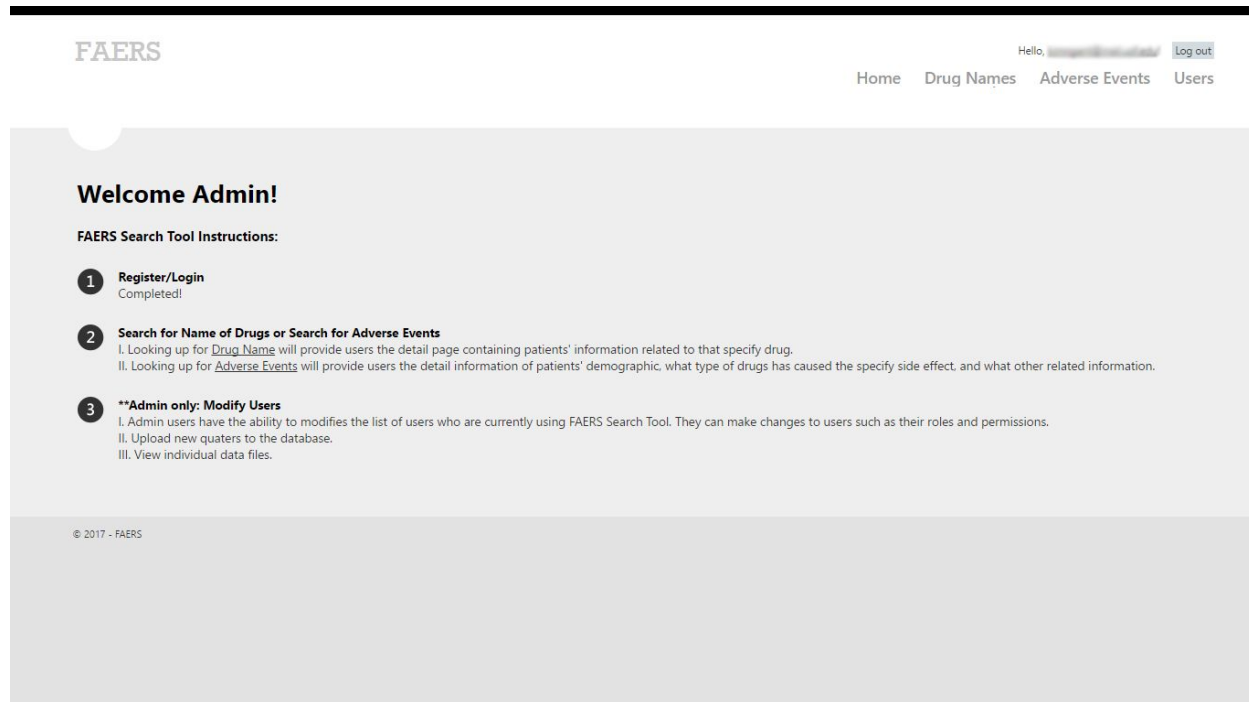 FAERS
Hello,
Log out
Home Drug Names Adverse Events Users
Welcome Admin!
FAERS Search Tool Instructions:
1 Register/Login
Completed!
2 Search for Name of Drugs or Search for Adverse Events
I. Looking up for Drug Name will provide users the detail page containing patients' information related to that specify drug.
II. Looking up for Adverse Events will provide users the detail information of patients' demographic, what type of drugs has caused the specify side effect, and what other related information.
3 **Admin only: Modify Users
I. Admin users have the ability to modifies the list of users who are currently using FAERS Search Tool. They can make changes to users such as their roles and permissions.
II. Upload new quaters to the database.
III. View individual data files.
© 2017 - FAERS